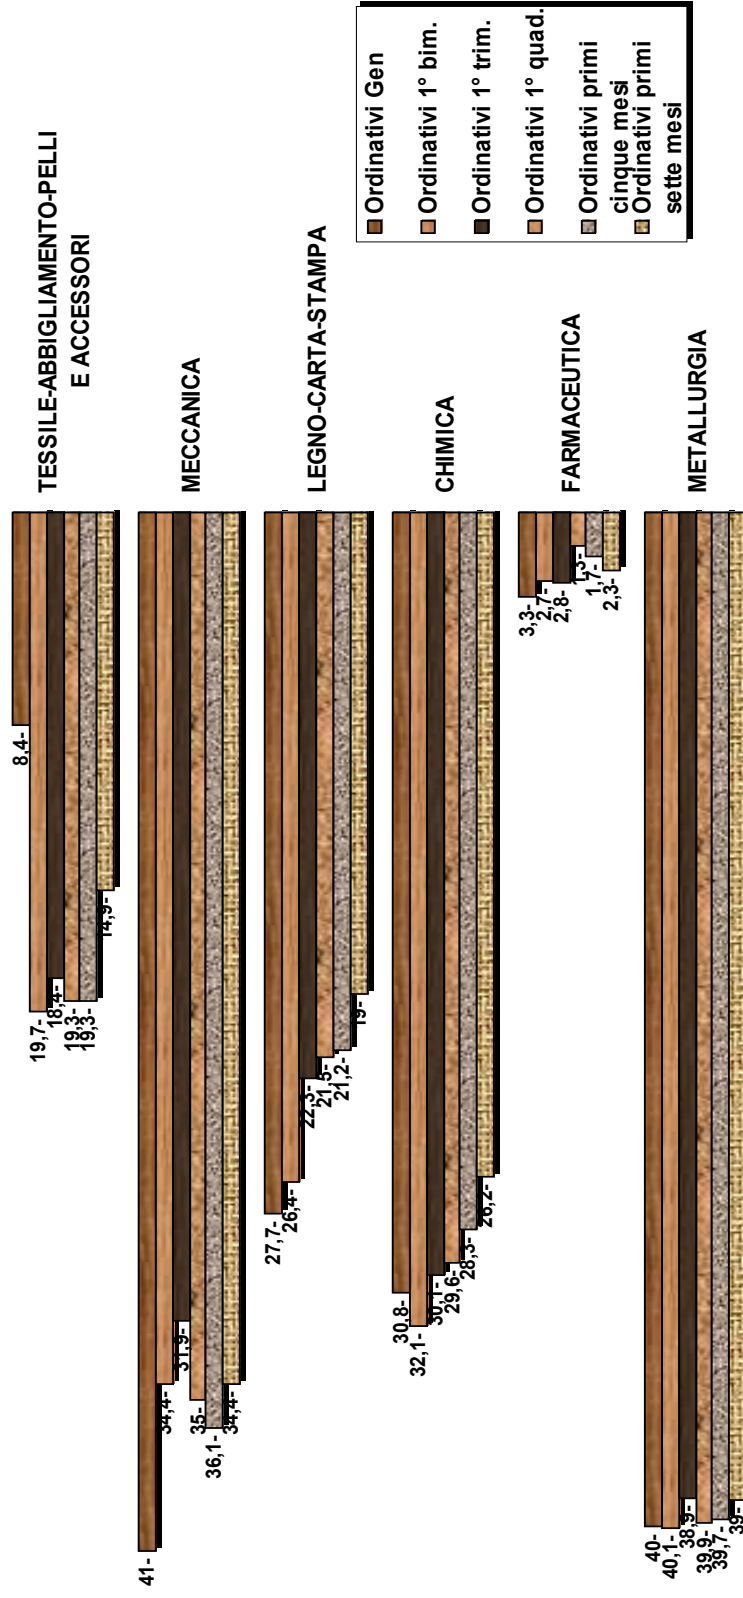 TESSILE-ABBIGLIAMENTO-PELLI
E ACCESSORI
MECCANICA
LEGNO-CARTA-STAMPA
CHIMICA
FARMACEUTICA
METALLURGIA
Ordinativi Gen
Ordinativi 1° bim.
Ordinativi 1° trim.
Ordinativi 1° quad.
Ordinativi primi
cinque mesi
Ordinativi primi
sette mesi
8,4-
19,7-
18,4-
19,3-
19,3-
14,9-
41-
34,4-
31,9-
35-
36,1-
34,4-
27,7-
26,4-
22,3-
21,5-
21,2-
19-
30,8-
32,1-
30,1-
29,6-
28,3-
26,2-
3,3-
2,7-
2,8-
1,7-
2,3-
40-
40,1-
38,9-
39,9-
39,7-
39-